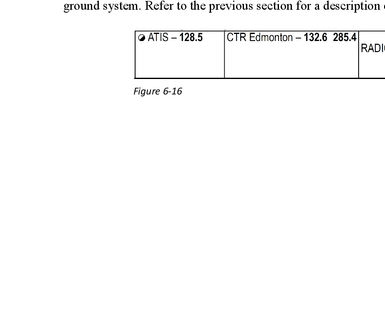 ground system. Refer to the previous section for a description
ATIS – 128.5
CTR Edmonton – 132.6 285.4
RADI
Figure 6-16